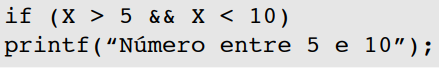 if (X > 5 && X < 10)
printf(“Número entre 5 e 10”);